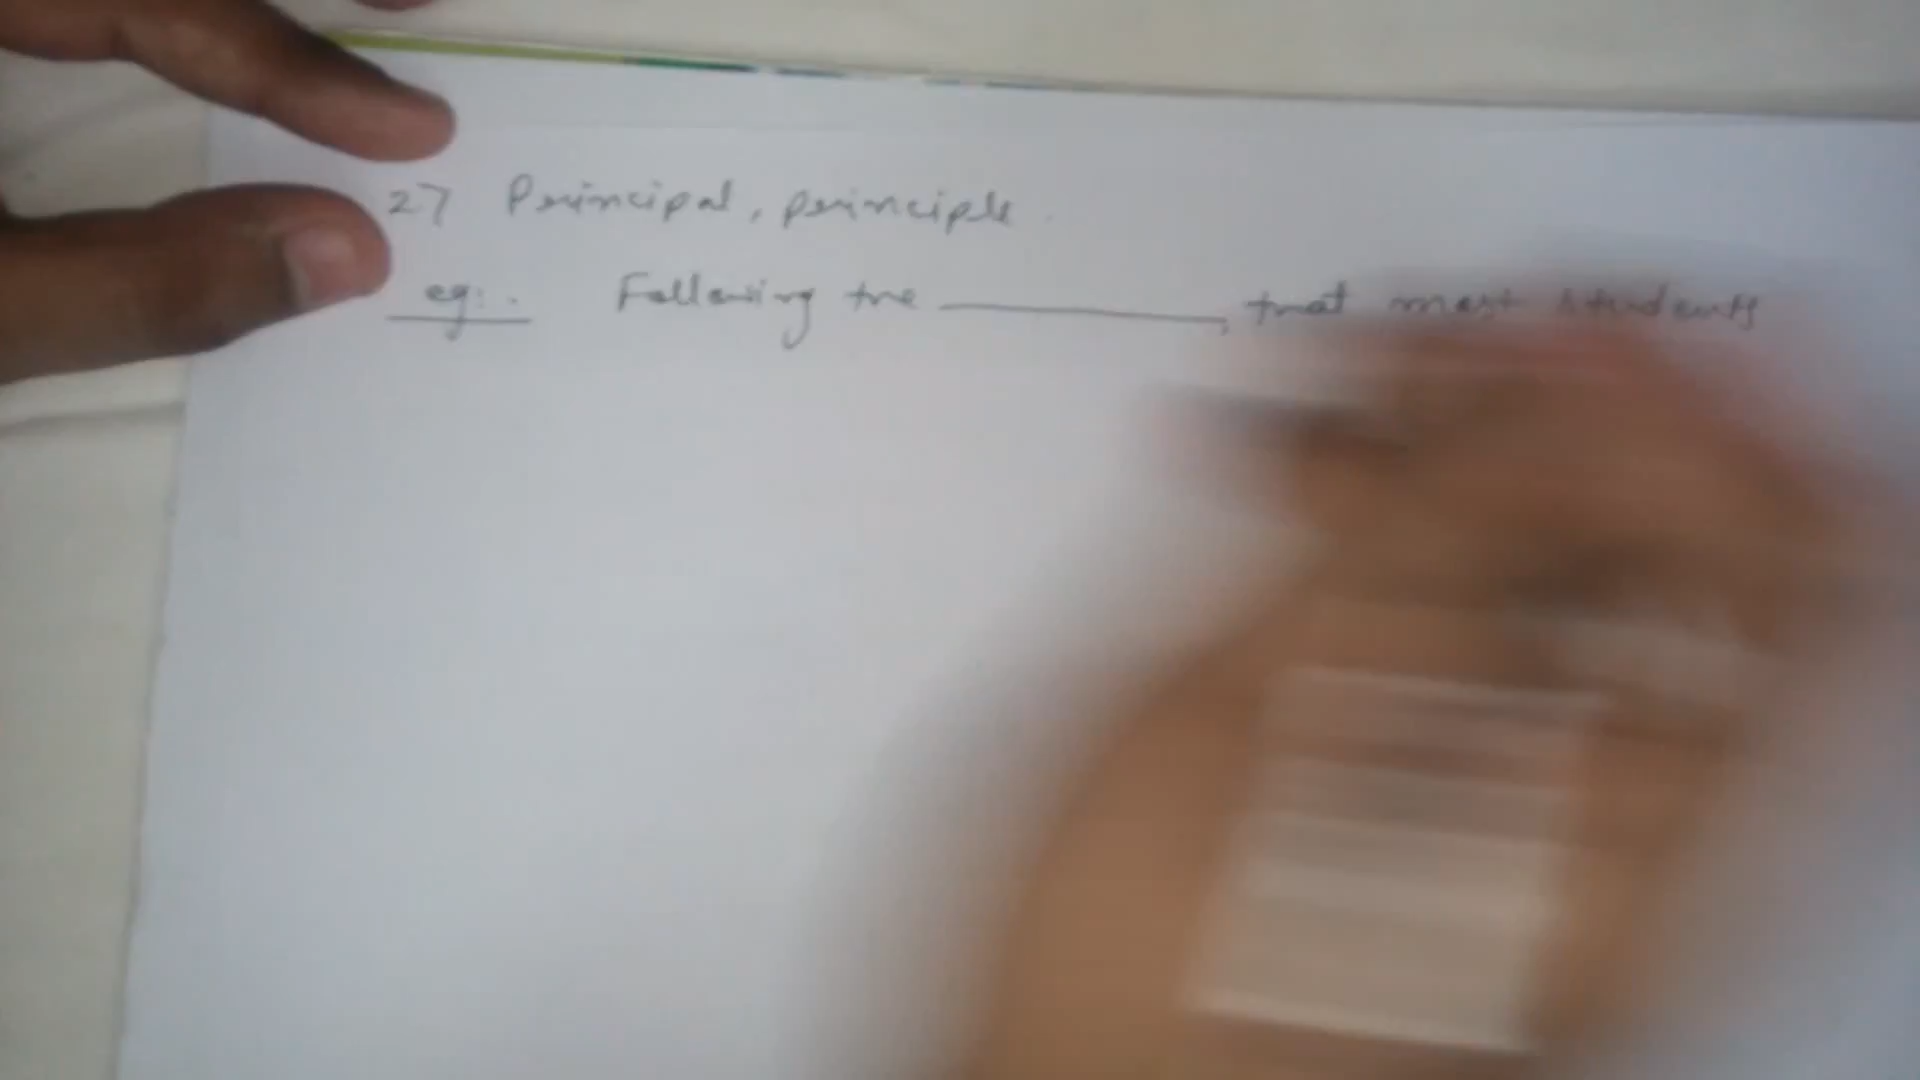 27 Principal, principle.
eg:. Following the ________, that most students